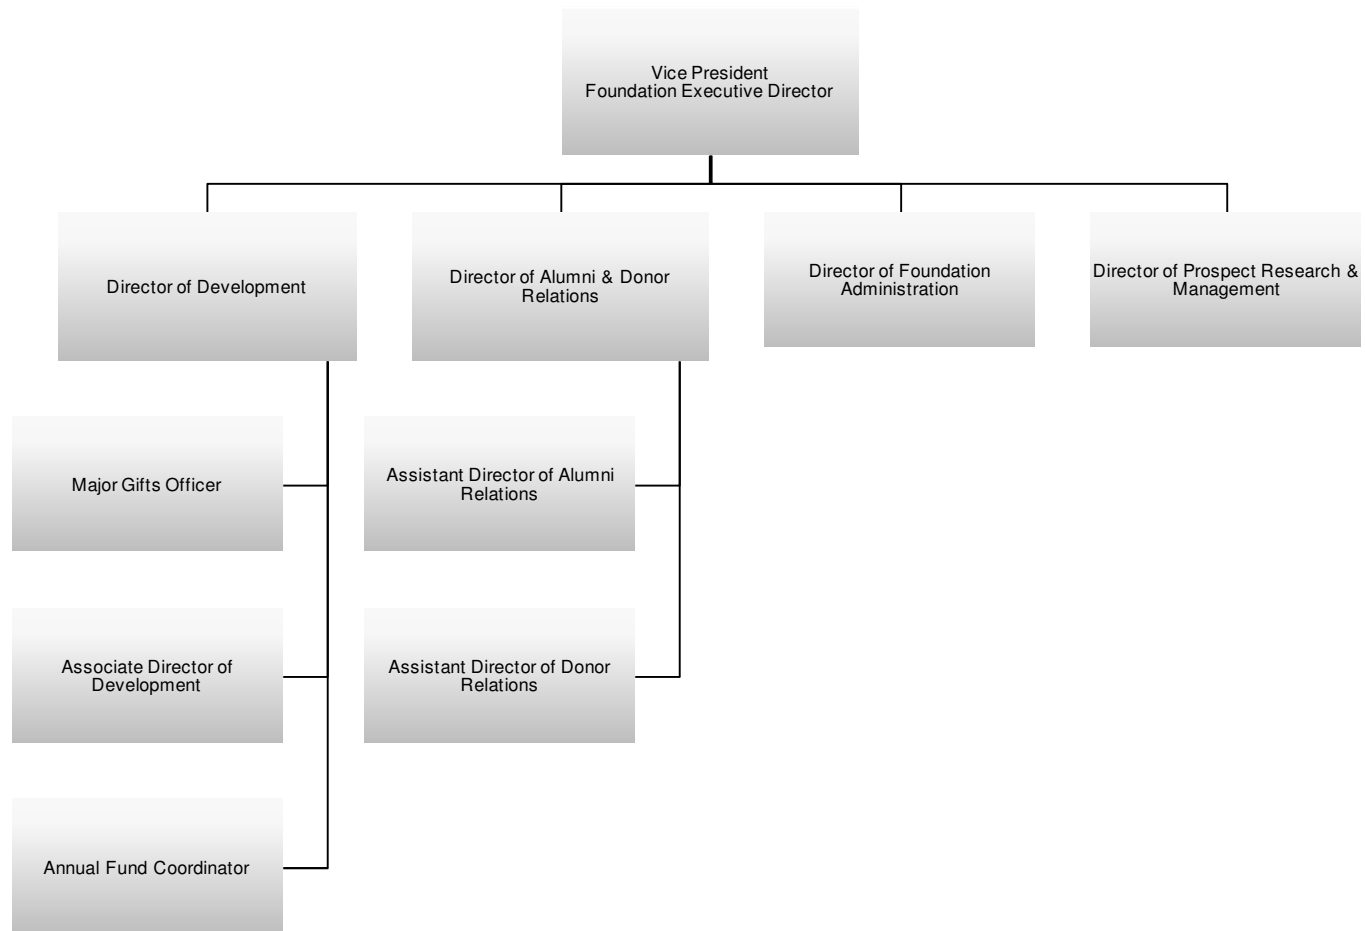 Vice President
Foundation Executive Director
Director of Development
Director of Alumni & Donor
Relations
Director of Foundation
Administration
Director of Prospect Research &
Management
Major Gifts Officer
Assistant Director of Alumni
Relations
Associate Director of
Development
Assistant Director of Donor
Relations
Annual Fund Coordinator